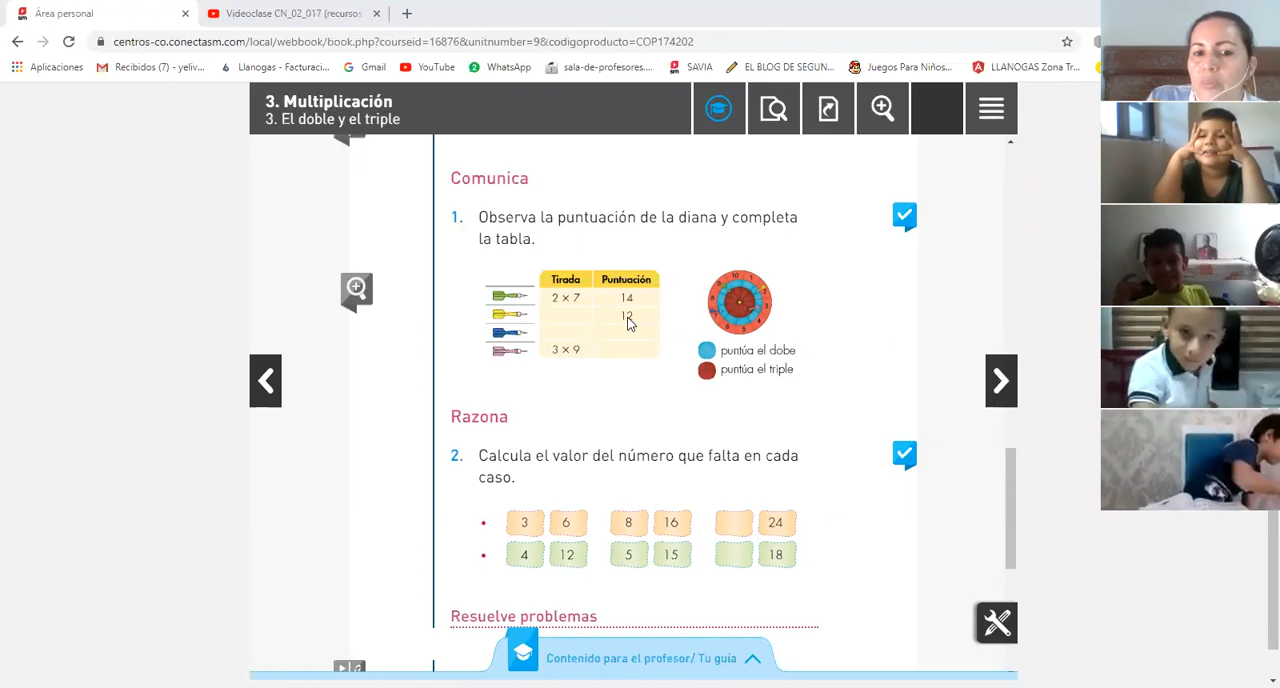 Área personal
Videoclase CN_02_017 (recursos
centros-co.conectasm.com/local/webbook/book.php?courseid=16876&unitnumber=9&codigoproducto=COP174202
Aplicaciones
Recibidos (7) - yeliv...
Llanogas - Facturaci...
Gmail
YouTube
WhatsApp
sala-de-profesores....
SAVIA
EL BLOG DE SEGUN...
Juegos Para Niños...
LLANOGAS Zona Tr...
3. Multiplicación
3. El doble y el triple
Comunica
1. Observa la puntuación de la diana y completa
la tabla.
Tirada Puntuación
2 × 7 14
3 × 9
puntúa el dobe
puntúa el triple
Razona
2. Calcula el valor del número que falta en cada
caso.
3 6 8 16 24
4 12 5 15 18
Resuelve problemas
Contenido para el profesor/ Tu guía